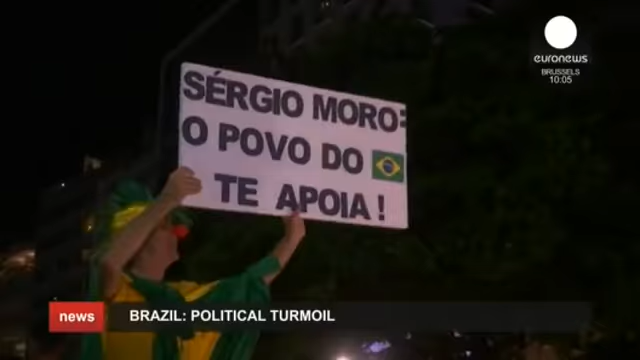 euronews
BRUSSELS
10:05
SÉRGIO MORO:
O POVO DO
TE APOIA!
news
BRAZIL: POLITICAL TURMOIL